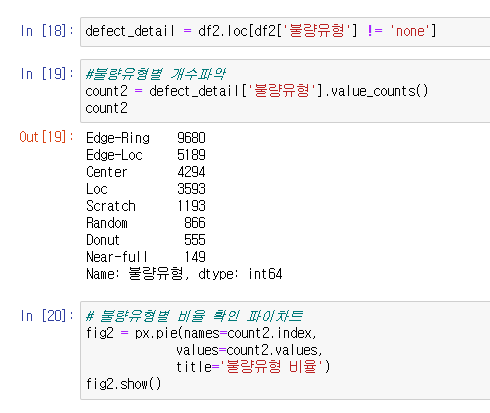 In [18]: defect_detail = df2.loc[df2['불량유형'] != 'none']
In [19]: #불량유형별 개수파악
count2 = defect_detail['불량유형'].value_counts()
count2
Out[19]: Edge-Ring 9680
Edge-Loc 5189
Center 4294
Loc 3593
Scratch 1193
Random 866
Donut 555
Near-full 149
Name: 불량유형, dtype: int64
In [20]: # 불량유형별 비율 확인 파이차트
fig2 = px.pie(names=count2.index,
values=count2.values,
title='불량유형 비율')
fig2.show()